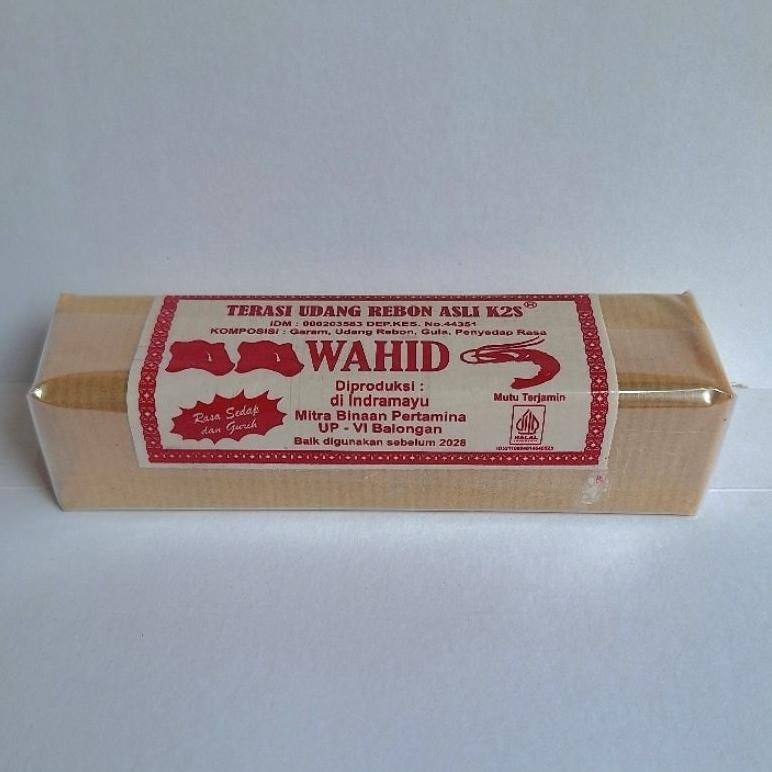 TERASI UDANG REBON ASLI K2S®
IDM : 000203583 DEP.KES. No.44351
KOMPOSISI : Garam, Udang Rebon, Gula, Penyedap Rasa
WAHID
Rasa Sedap
dan Gurih
Diproduksi :
di Indramayu
Mitra Binaan Pertamina
UP - VI Balongan
Baik digunakan sebelum 2028
Mutu Terjamin
HALAL
INDONESIA